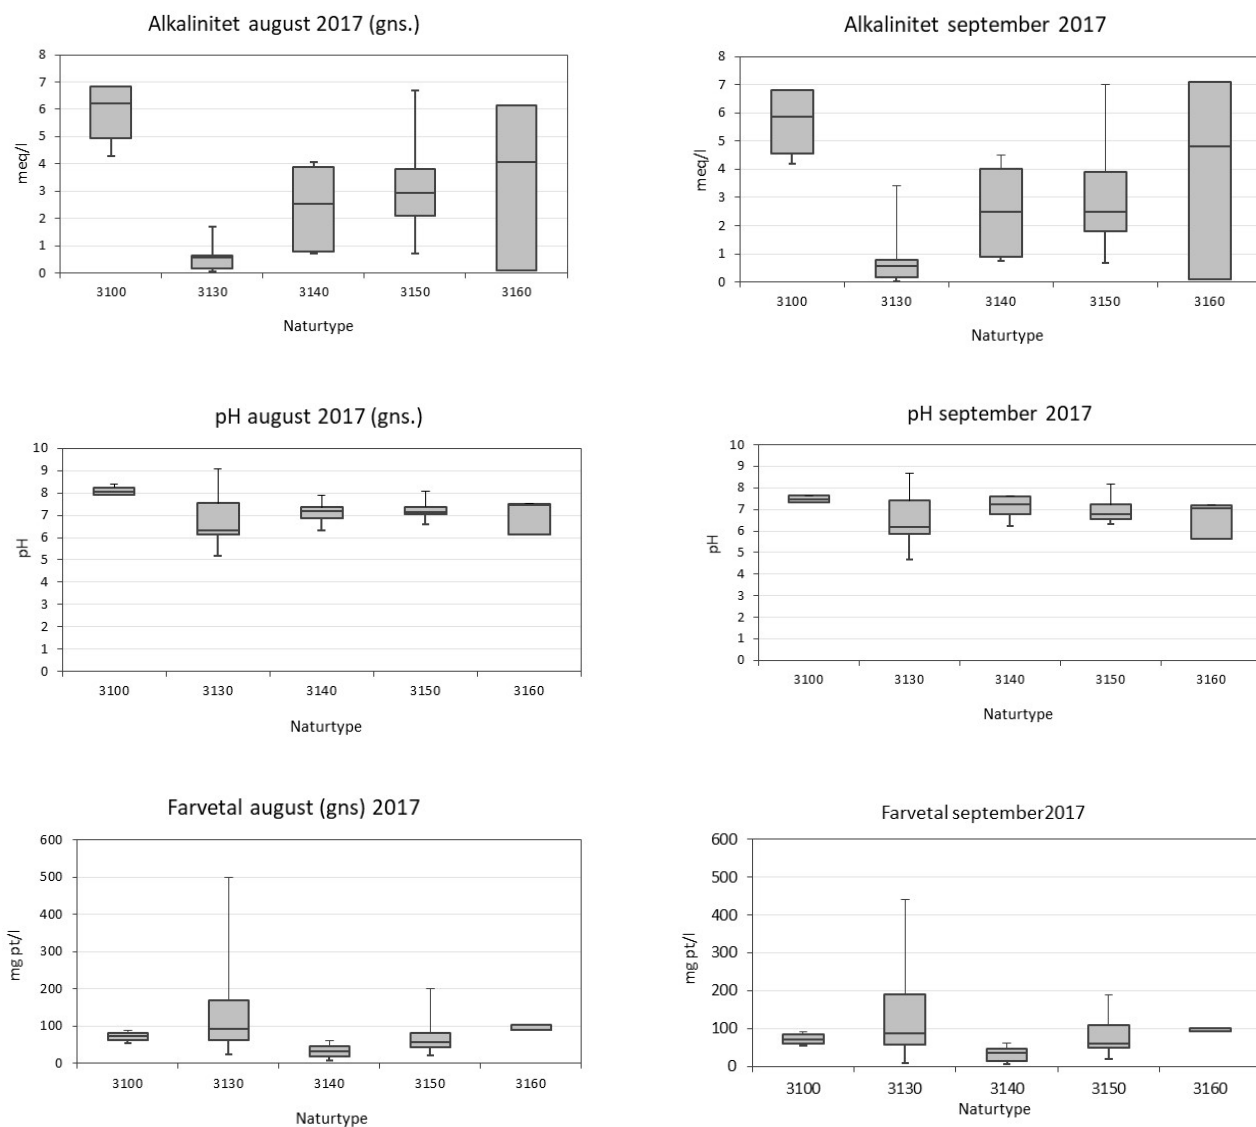 Alkalinitet august 2017 (gns.)
8
7
6
5
4
3
2
1
0
meq/l
3100 3130 3140 3150 3160
Naturtype
Alkalinitet september 2017
8
7
6
5
4
3
2
1
0
meq/l
3100 3130 3140 3150 3160
Naturtype
pH august 2017 (gns.)
10
9
8
7
6
5
4
3
2
1
0
pH
3100 3130 3140 3150 3160
Naturtype
pH september 2017
10
9
8
7
6
5
4
3
2
1
0
pH
3100 3130 3140 3150 3160
Naturtype
Farvetal august (gns) 2017
600
500
400
300
200
100
0
mg pt/l
3100 3130 3140 3150 3160
Naturtype
Farvetal september2017
600
500
400
300
200
100
0
mg pt/l
3100 3130 3140 3150 3160
Naturtype